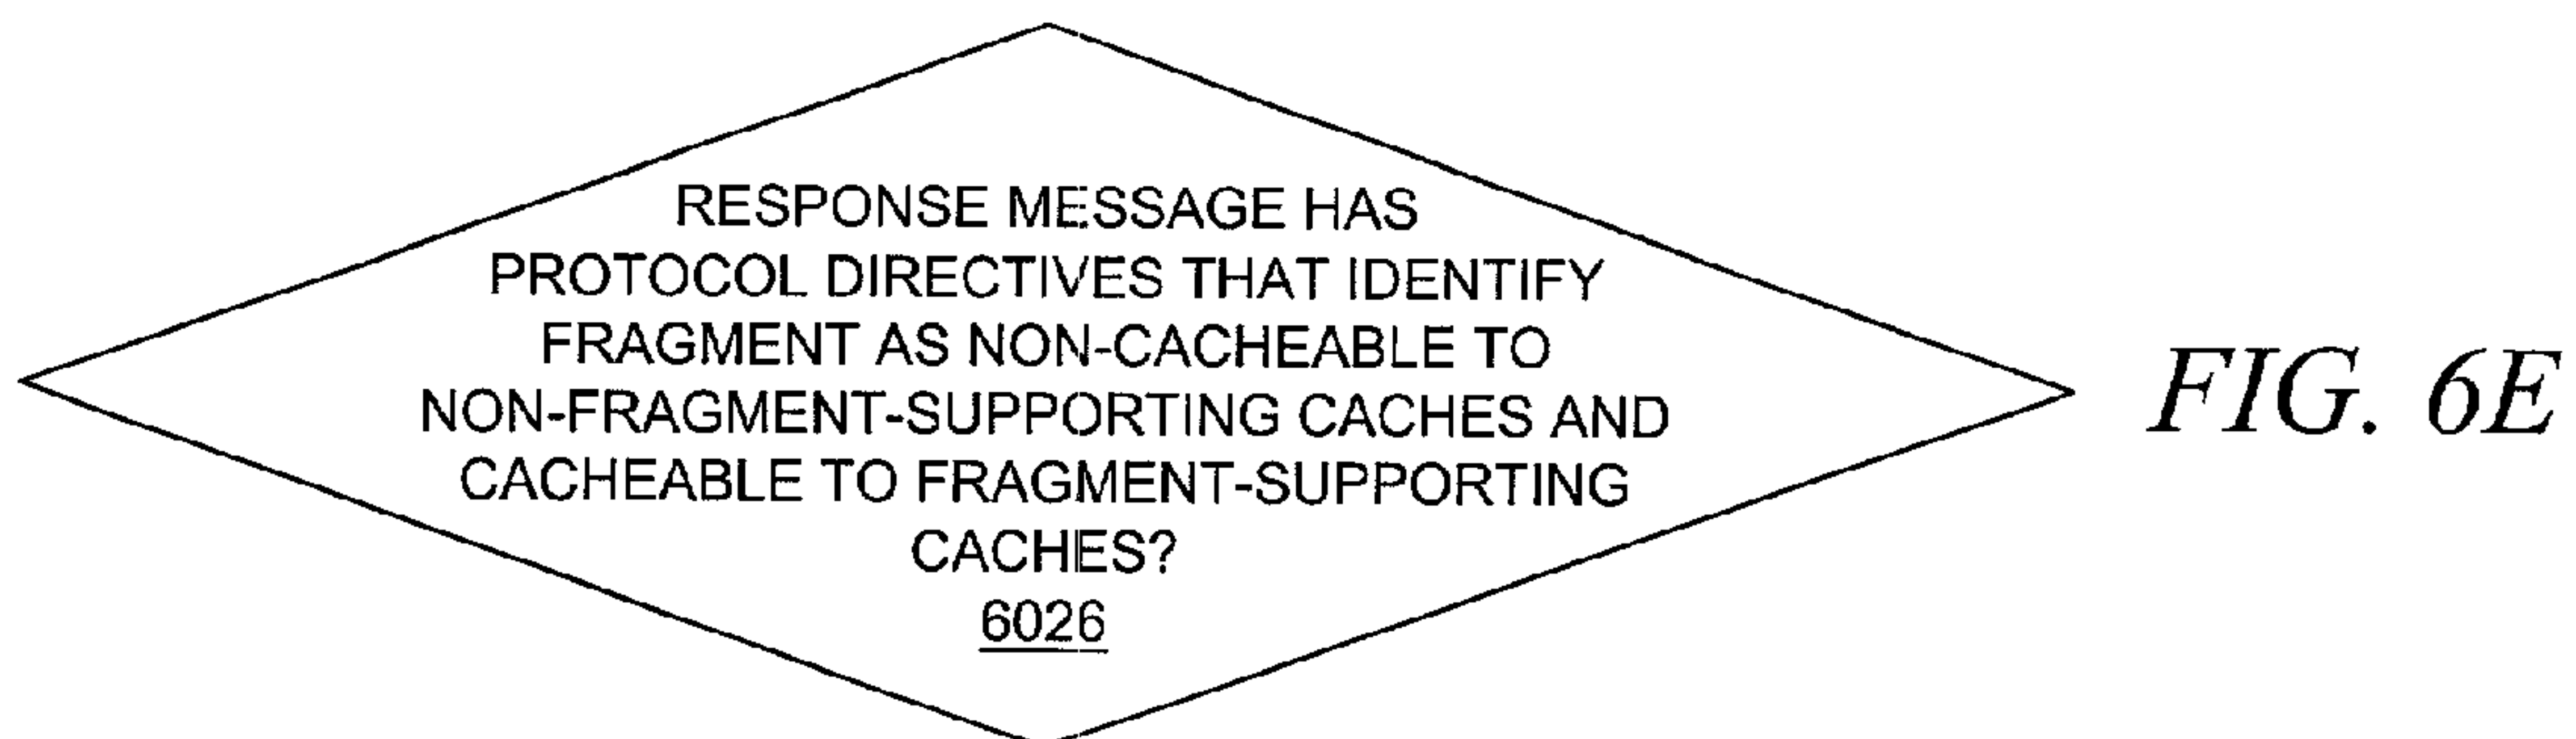 RESPONSE MESSAGE HAS
PROTOCOL DIRECTIVES THAT IDENTIFY
FRAGMENT AS NON-CACHEABLE TO
NON-FRAGMENT-SUPPORTING CACHES AND
CACHEABLE TO FRAGMENT-SUPPORTING
CACHES?
6026
FIG. 6E